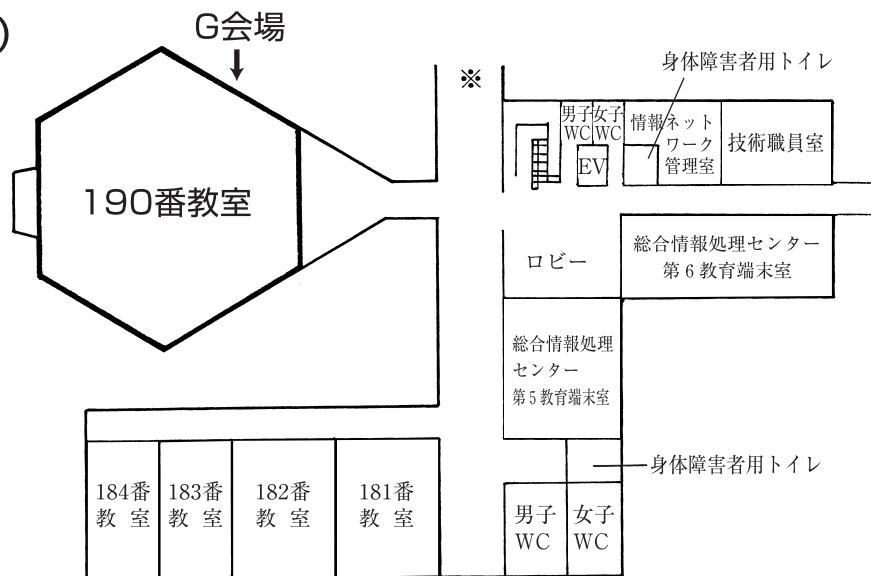 )
G会場
※
身体障害者用トイレ
190番教室
男子
WC
女子
WC
EV
情報ネット
ワーク
管理室
技術職員室
ロビー
総合情報処理センター
第6教育端末室
総合情報処理
センター
第5教育端末室
身体障害者用トイレ
184番
教 室
183番
教 室
182番
教 室
181番
教 室
男子
WC
女子
WC